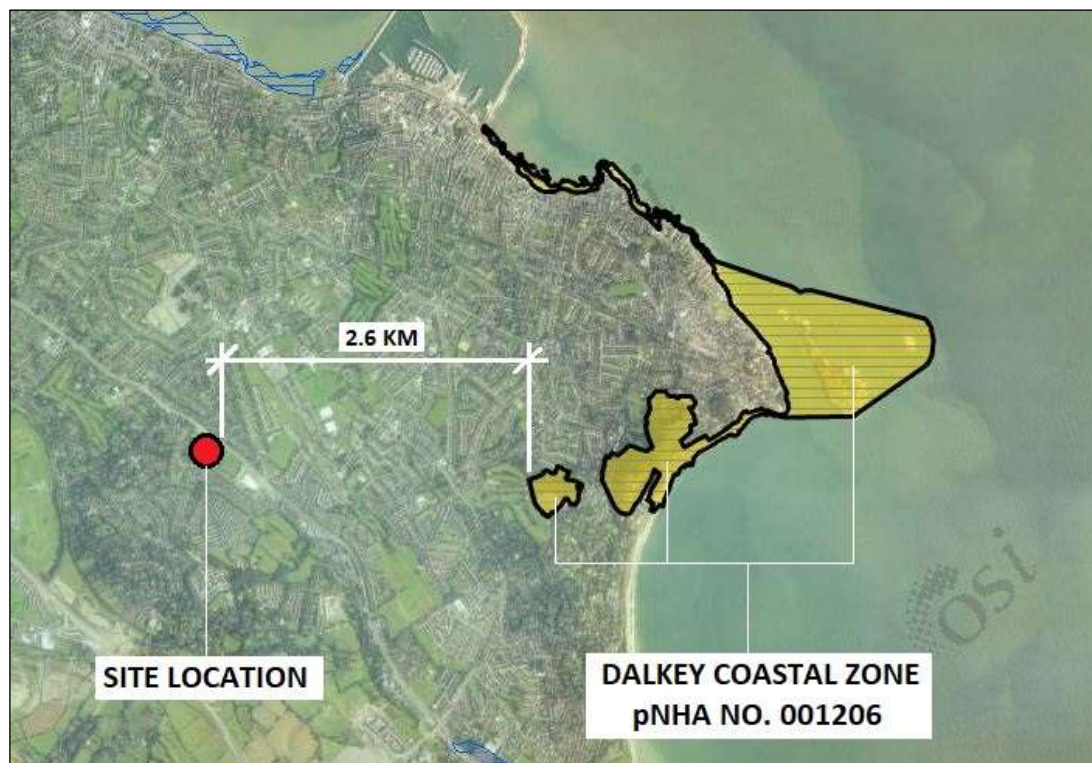 2.6 KM
osi
SITE LOCATION
DALKEY COASTAL ZONE
pNHA NO. 001206